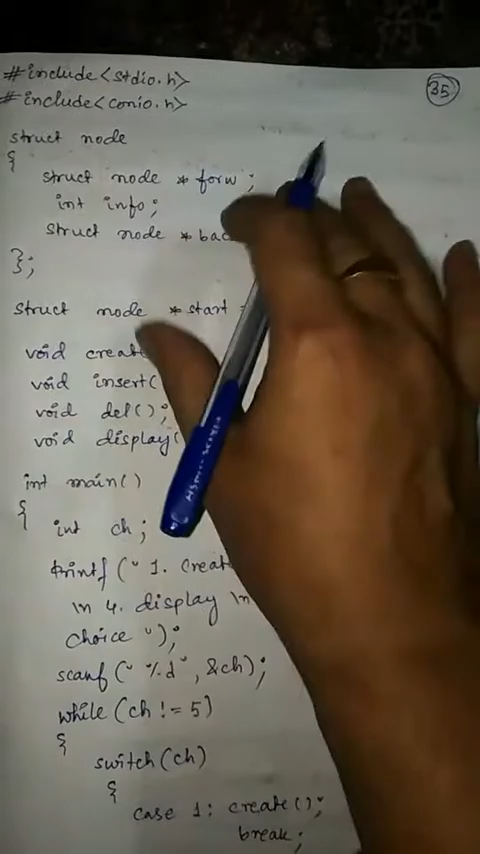 #include<stdio.h>
35
#include<conio.h>
struct node
{
struct node *forw;
int info;
struct node *bac
};
struct node *start =
void creat
void insert(
void del();
void display(
int main()
{
int ch;
printf(" 1. Creat
\n 4. display \n
choice ");
scanf(" %d", &ch);
while (ch != 5)
{
switch(ch)
{
case 1: create();
break;